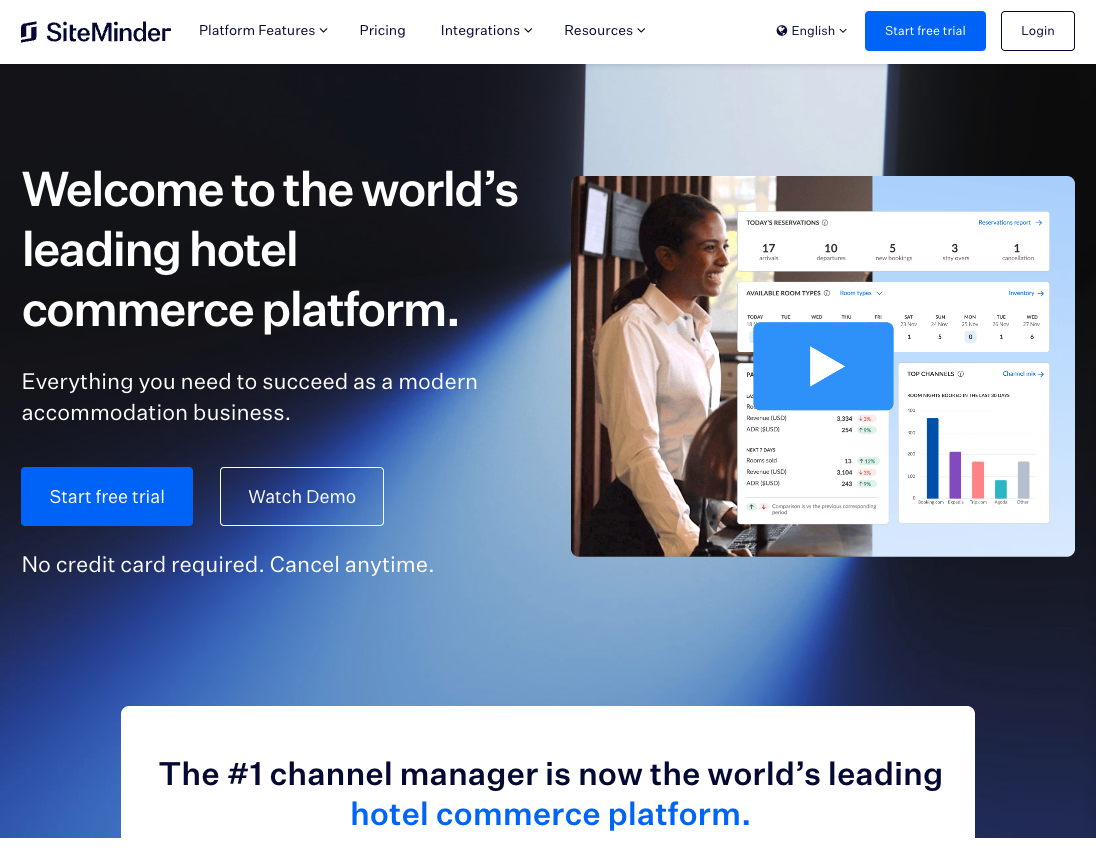 SiteMinder
Platform Features
Pricing
Integrations
Resources
English
Start free trial
Login
Welcome to the world’s
leading hotel
commerce platform.
Everything you need to succeed as a modern
accommodation business.
Start free trial
Watch Demo
No credit card required. Cancel anytime.
TODAY'S RESERVATIONS
Reservations report
17 10 5 3 1
arrivals departures new bookings stay overs cancellation
AVAILABLE ROOM TYPES Room types
Inventory
TODAY TUE WED THU FRI SAT SUN MON TUE WED
23 Nov 24 Nov 25 Nov 26 Nov 27 Nov
1 5 0 1 6
Revenue (USD) 3,334
ADR ($USD) 254 9%
NEXT 7 DAYS
Rooms sold 13 12%
Revenue (USD) 3,104 3%
ADR ($USD) 243 9%
Comparison is vs the previous corresponding
period
TOP CHANNELS
Channel mix
ROOM NIGHTS BOOKED IN THE LAST 30 DAYS
400
300
200
100
0
Booking.com Expedia Trip.com Agoda Other
The #1 channel manager is now the world’s leading
hotel commerce platform.